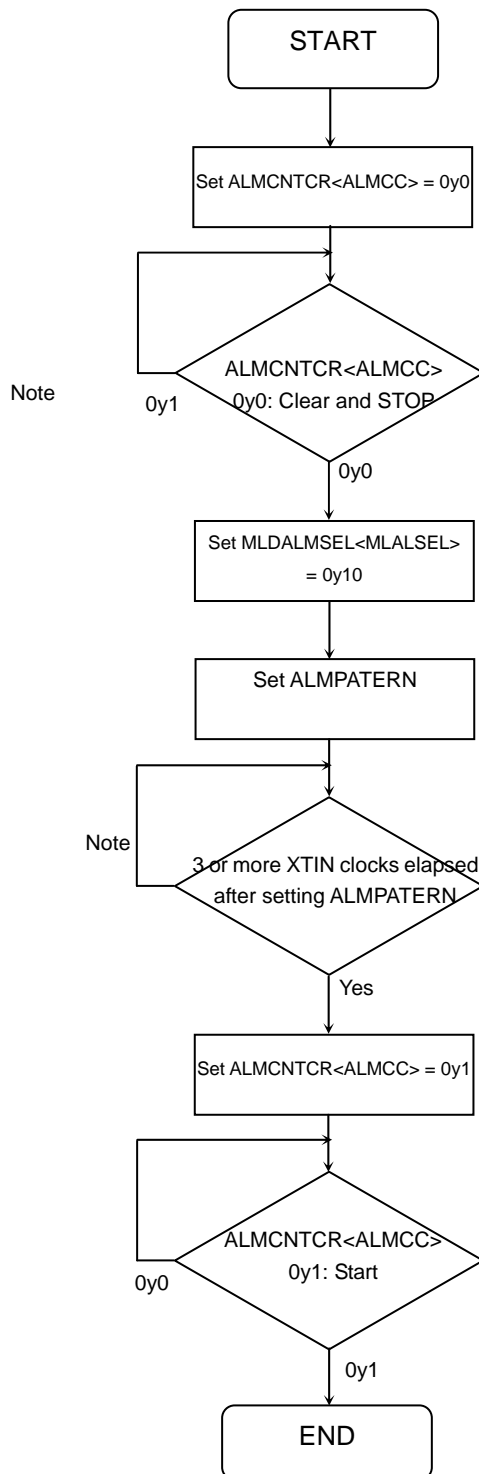 START
Set ALMCNTCR<ALMCC> = 0y0
ALMCNTCR<ALMCC>
0y0: Clear and STOP
Note
0y1
0y0
Set MLDALMSEL<MLALSEL>
= 0y10
Set ALMPATERN
Note
3 or more XTIN clocks elapsed
after setting ALMPATERN
Yes
Set ALMCNTCR<ALMCC> = 0y1
ALMCNTCR<ALMCC>
0y1: Start
0y0
0y1
END